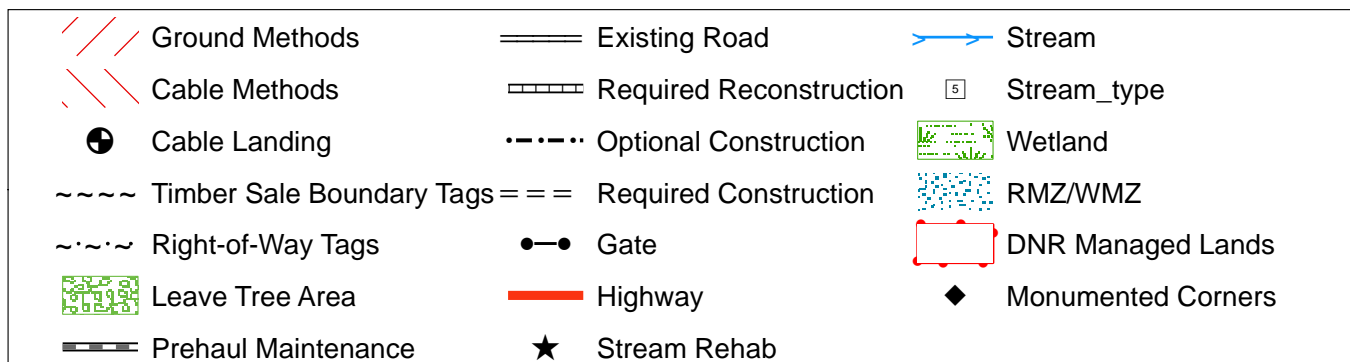 Ground Methods
Cable Methods
Cable Landing
Timber Sale Boundary Tags
Right-of-Way Tags
Leave Tree Area
Prehaul Maintenance
Existing Road
Required Reconstruction
Optional Construction
Required Construction
Gate
Highway
Stream Rehab
Stream
5 Stream_type
Wetland
RMZ/WMZ
DNR Managed Lands
Monumented Corners